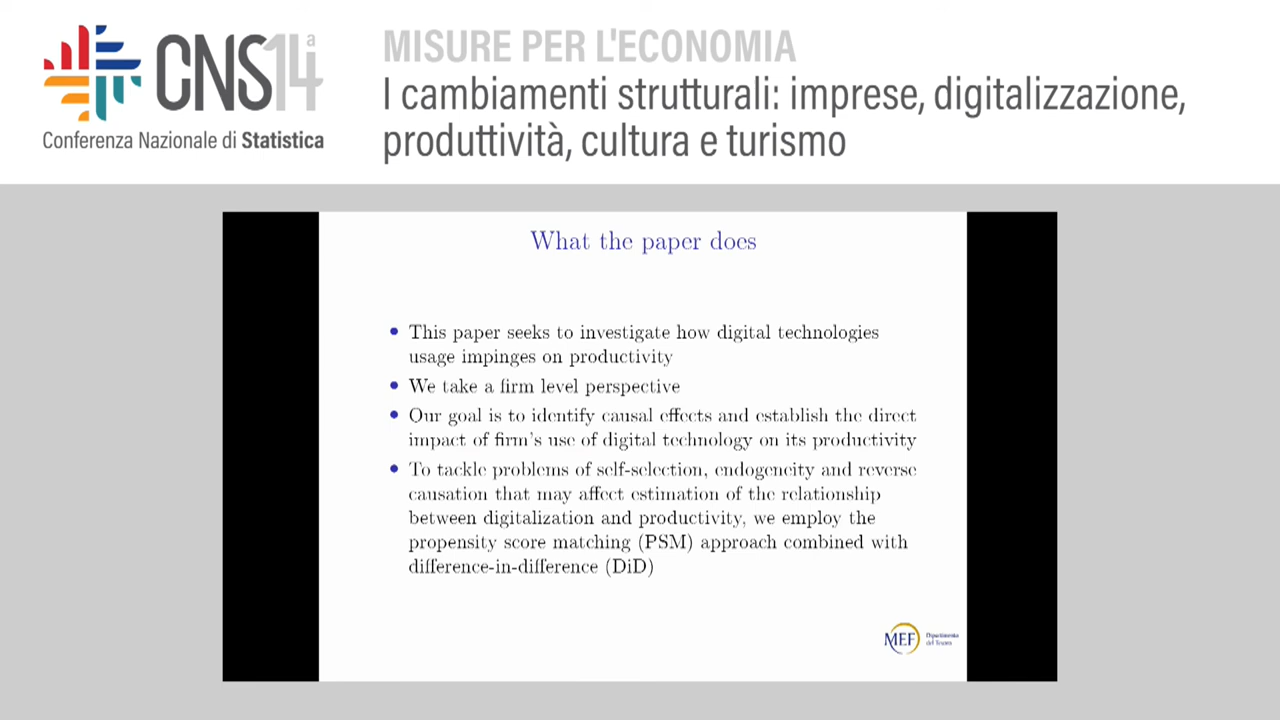 CNS14ª
Conferenza Nazionale di Statistica
MISURE PER L'ECONOMIA
I cambiamenti strutturali: imprese, digitalizzazione,
produttività, cultura e turismo
What the paper does
• This paper seeks to investigate how digital technologies
usage impinges on productivity
• We take a firm level perspective
• Our goal is to identify causal effects and establish the direct
impact of firm's use of digital technology on its productivity
• To tackle problems of self-selection, endogeneity and reverse
causation that may affect estimation of the relationship
between digitalization and productivity, we employ the
propensity score matching (PSM) approach combined with
difference-in-difference (DiD)
MEF
Dipartimento
del Tesoro